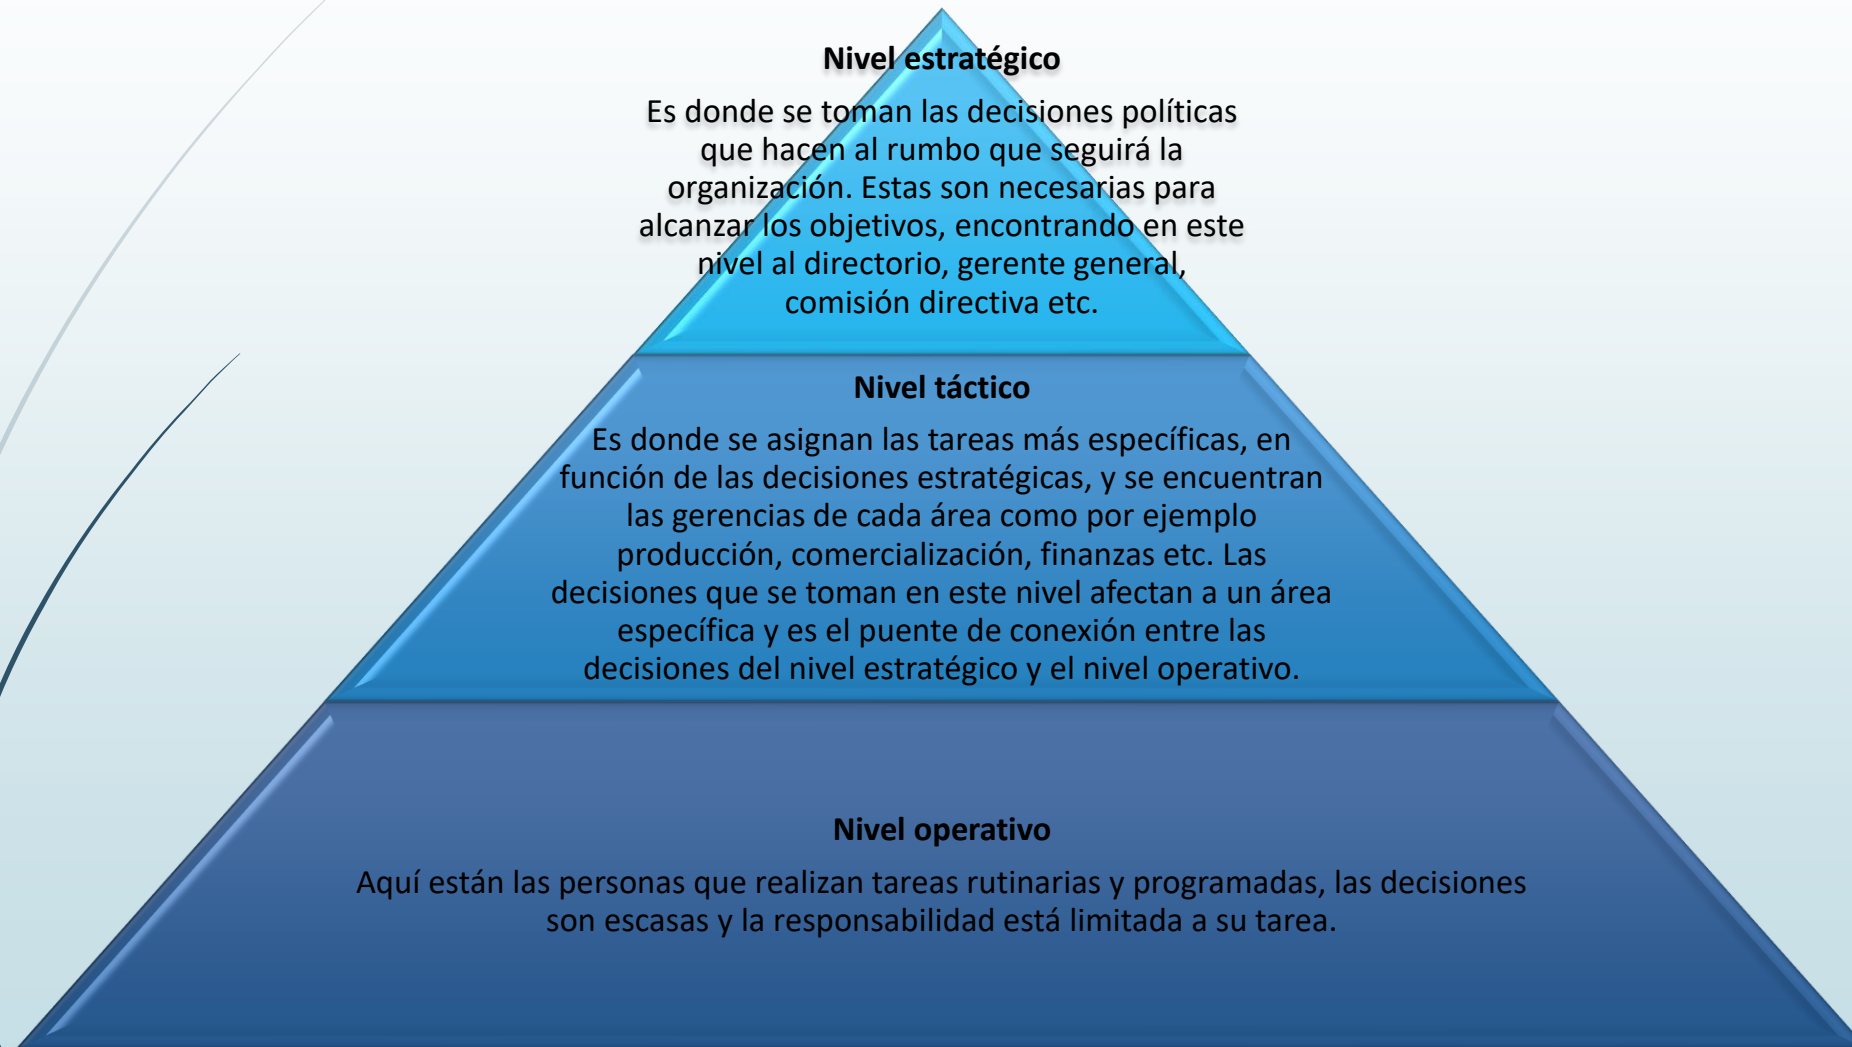 Nivel estratégico
Es donde se toman las decisiones políticas
que hacen al rumbo que seguirá la
organización. Estas son necesarias para
alcanzar los objetivos, encontrando en este
nivel al directorio, gerente general,
comisión directiva etc.
Nivel táctico
Es donde se asignan las tareas más específicas, en
función de las decisiones estratégicas, y se encuentran
las gerencias de cada área como por ejemplo
producción, comercialización, finanzas etc. Las
decisiones que se toman en este nivel afectan a un área
específica y es el puente de conexión entre las
decisiones del nivel estratégico y el nivel operativo.
Nivel operativo
Aquí están las personas que realizan tareas rutinarias y programadas, las decisiones
son escasas y la responsabilidad está limitada a su tarea.